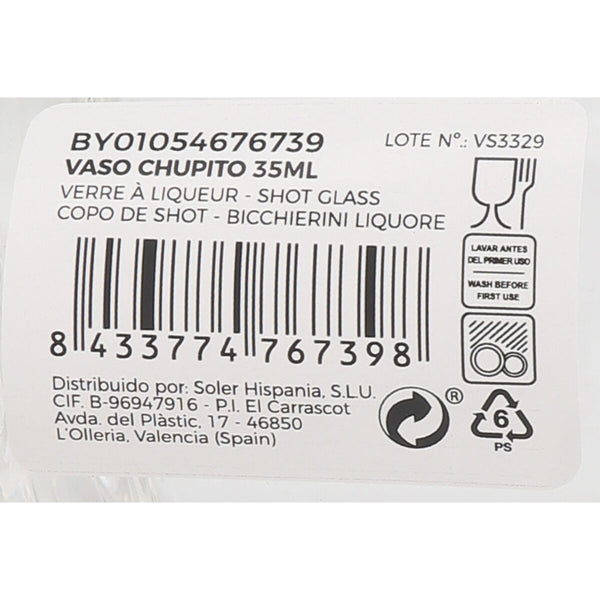 BY01054676739
LOTE Nº.: VS3329
VASO CHUPITO 35ML
VERRE À LIQUEUR - SHOT GLASS
COPO DE SHOT - BICCHIERINI LIQUORE
LAVAR ANTES
DEL PRIMER USO
WASH BEFORE
FIRST USE
8 433774 767398
Distribuido por: Soler Hispania, S.L.U.
CIF. B-96947916 - P.I. El Carrascot
Avda. del Plàstic, 17 - 46850
L'Olleria, Valencia (Spain)
®
6
PS